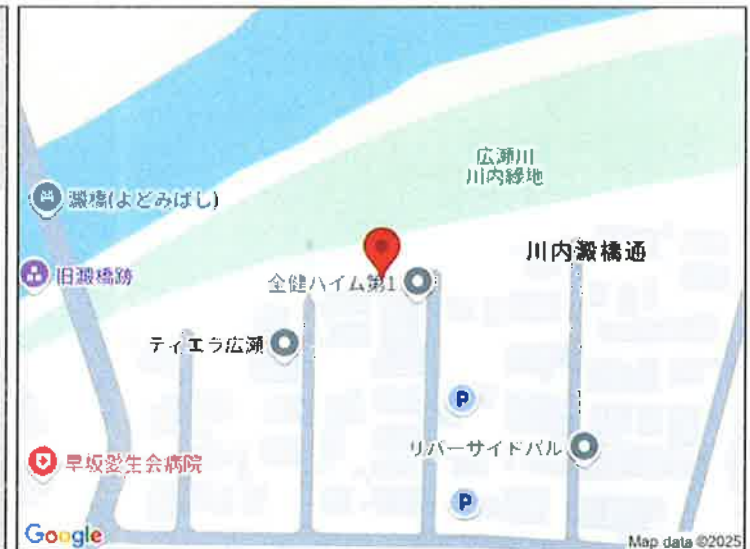 広瀬川
川内緑地
澱橋(よどみばし)
川内澱橋通
旧澱橋跡
全健ハイム第1
ティエラ広瀬
P
リバーサイドパル
早坂愛生会病院
P
Google
Map data ©2025